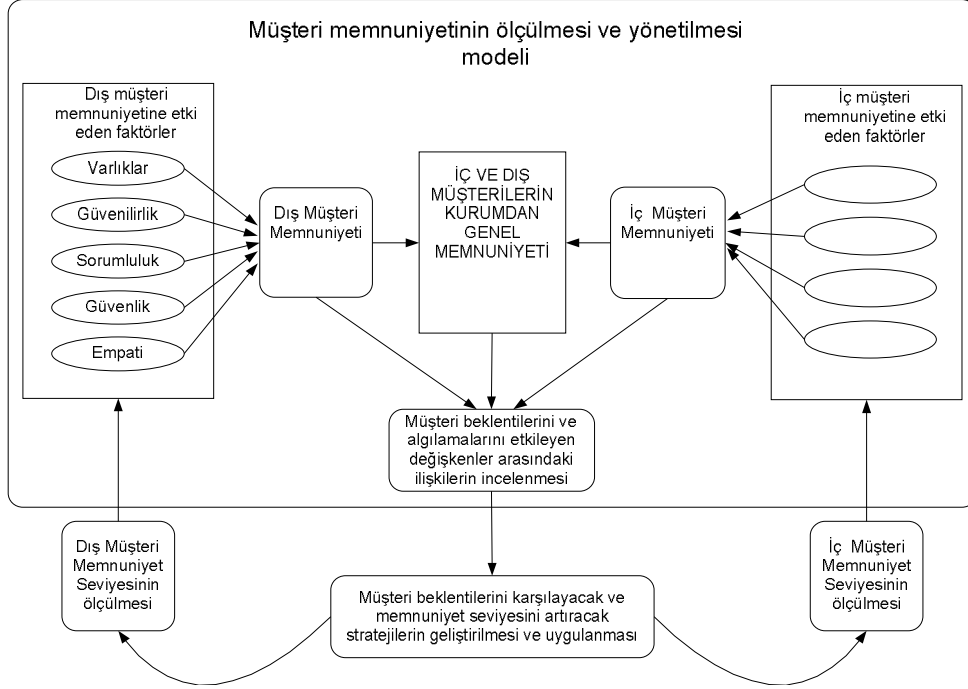 Müşteri memnuniyetinin ölçülmesi ve yönetilmesi
modeli
Dış müşteri
memnuniyetine etki
eden faktörler
Varlıklar
Güvenilirlik
Sorumluluk
Güvenlik
Empati
Dış Müşteri
Memnuniyeti
İÇ VE DIŞ
MÜŞTERİLERİN
KURUMDAN
GENEL
MEMNUNİYETİ
İç Müşteri
Memnuniyeti
İç müşteri
memnuniyetine etki
eden faktörler
Müşteri beklentilerini ve
algılamalarını etkileyen
değişkenler arasındaki
ilişkilerin incelenmesi
Dış Müşteri
Memnuniyet
Seviyesinin
ölçülmesi
Müşteri beklentilerini karşılayacak ve
memnuniyet seviyesini artıracak
stratejilerin geliştirilmesi ve uygulanması
İç Müşteri
Memnuniyet
Seviyesinin
ölçülmesi